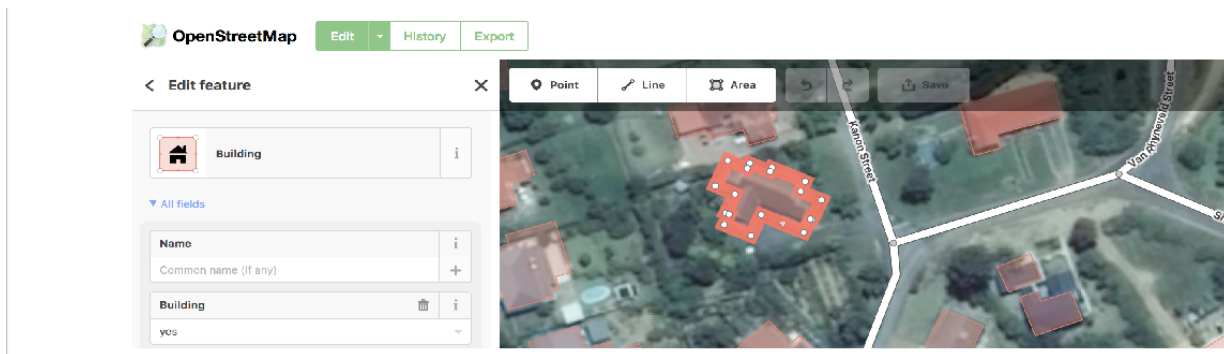 OpenStreetMap
Edit
History
Export
Edit feature
Point
Line
Area
Save
Building
All fields
Name
Common name (if any)
Building
yes
Kanon Street
Van Rhyneveld Street